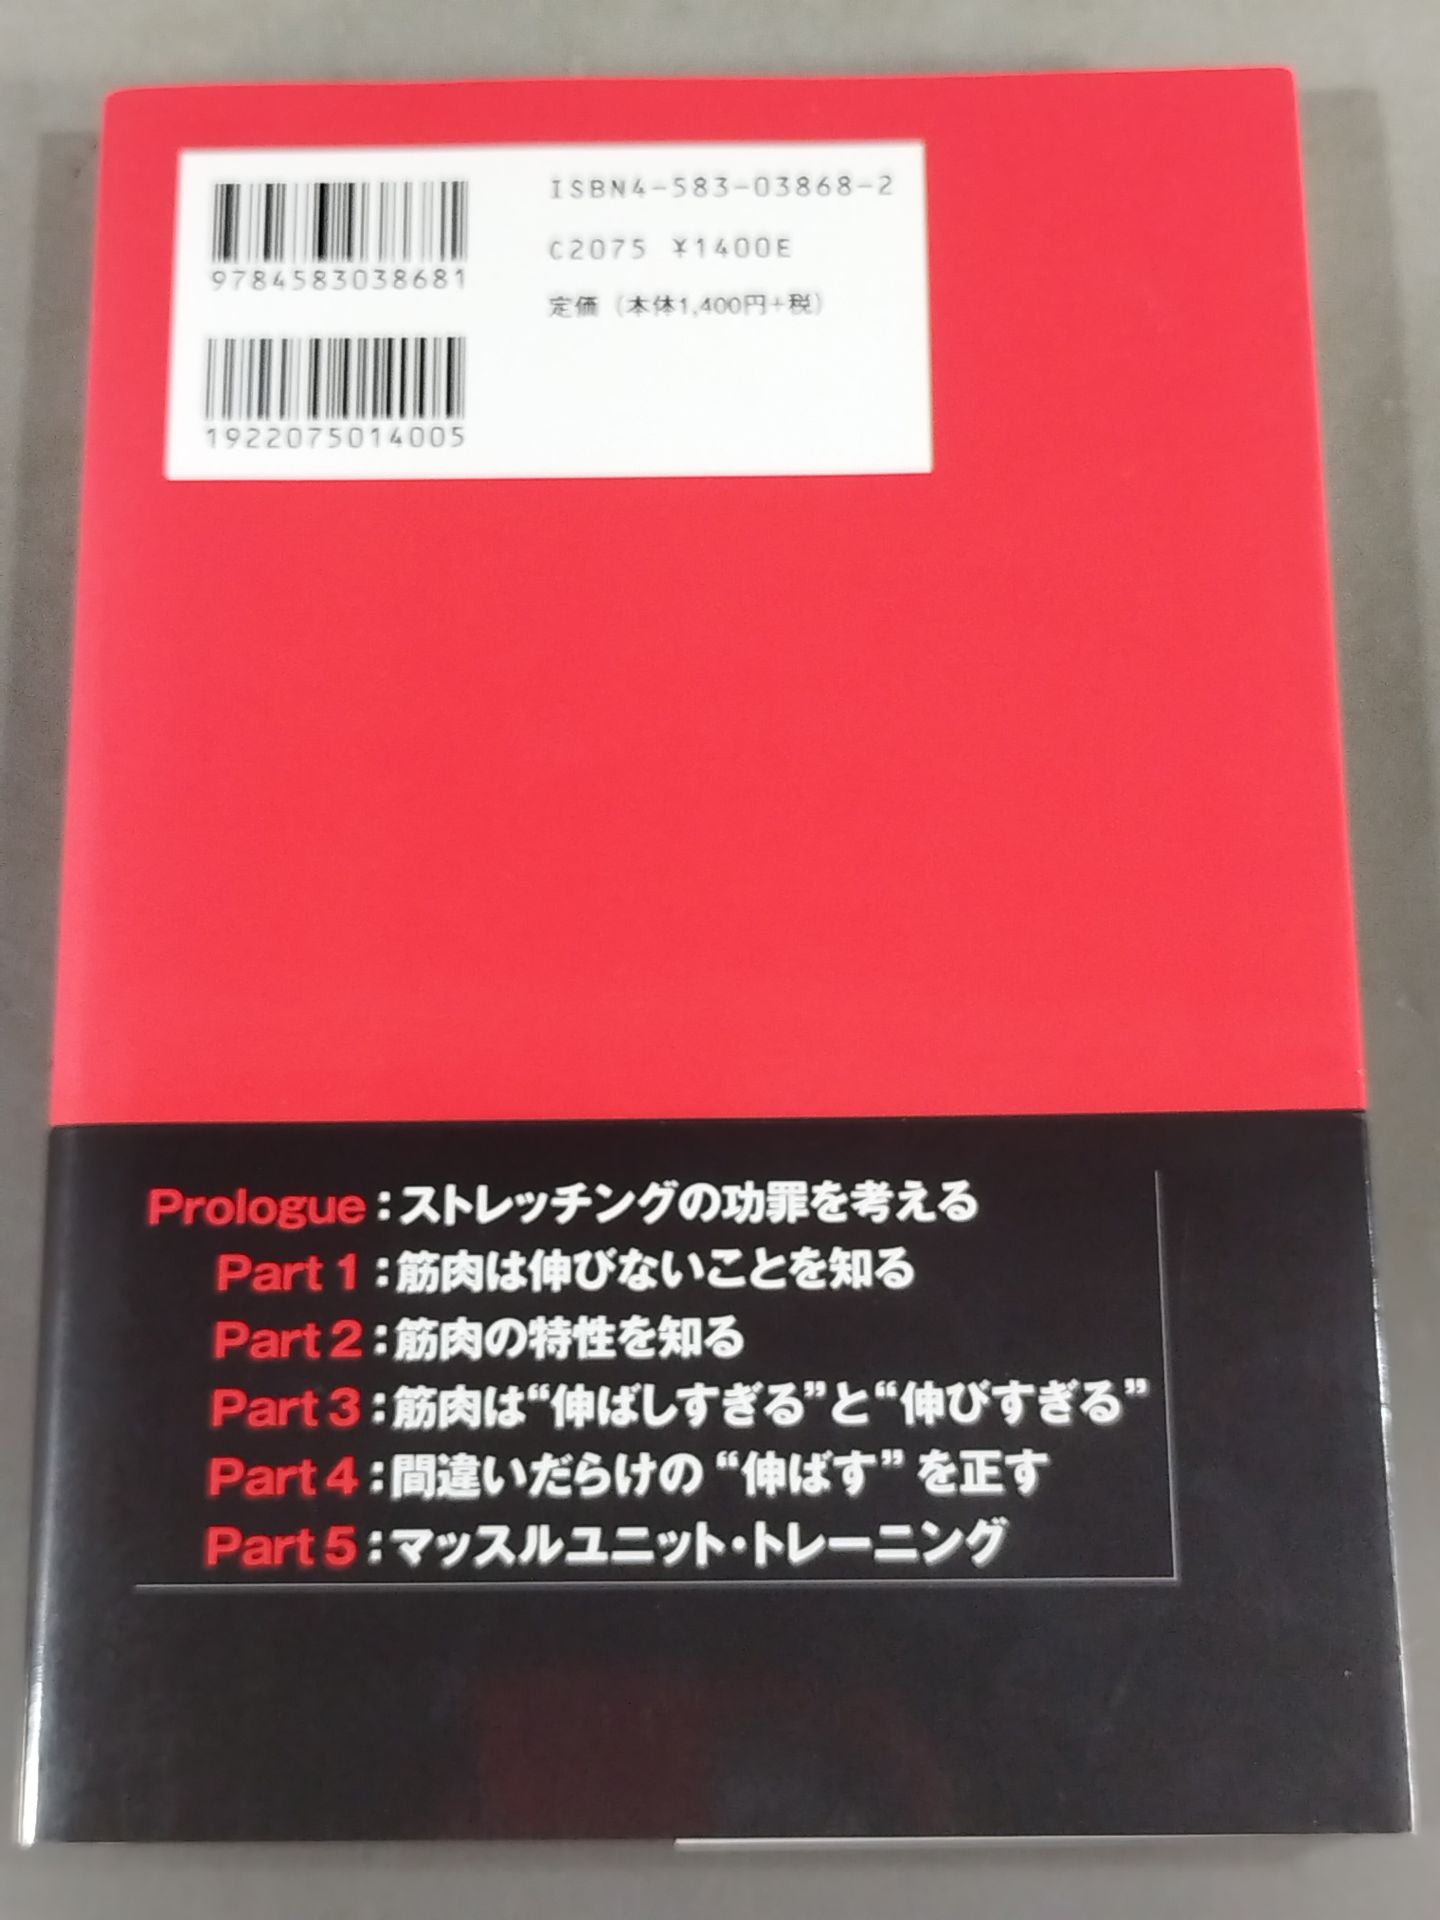 ISBN4-583-03868-2
C2075 ¥1400E
定価（本体1,400円+税）
9784583038681
1922075014005
Prologue:ストレッチングの功罪を考える
Part 1:筋肉は伸びないことを知る
Part 2:筋肉の特性を知る
Part 3:筋肉は“伸ばしすぎる”と“伸びすぎる”
Part 4:間違いだらけの“伸ばす”を正す
Part 5:マッスルユニット・トレーニング